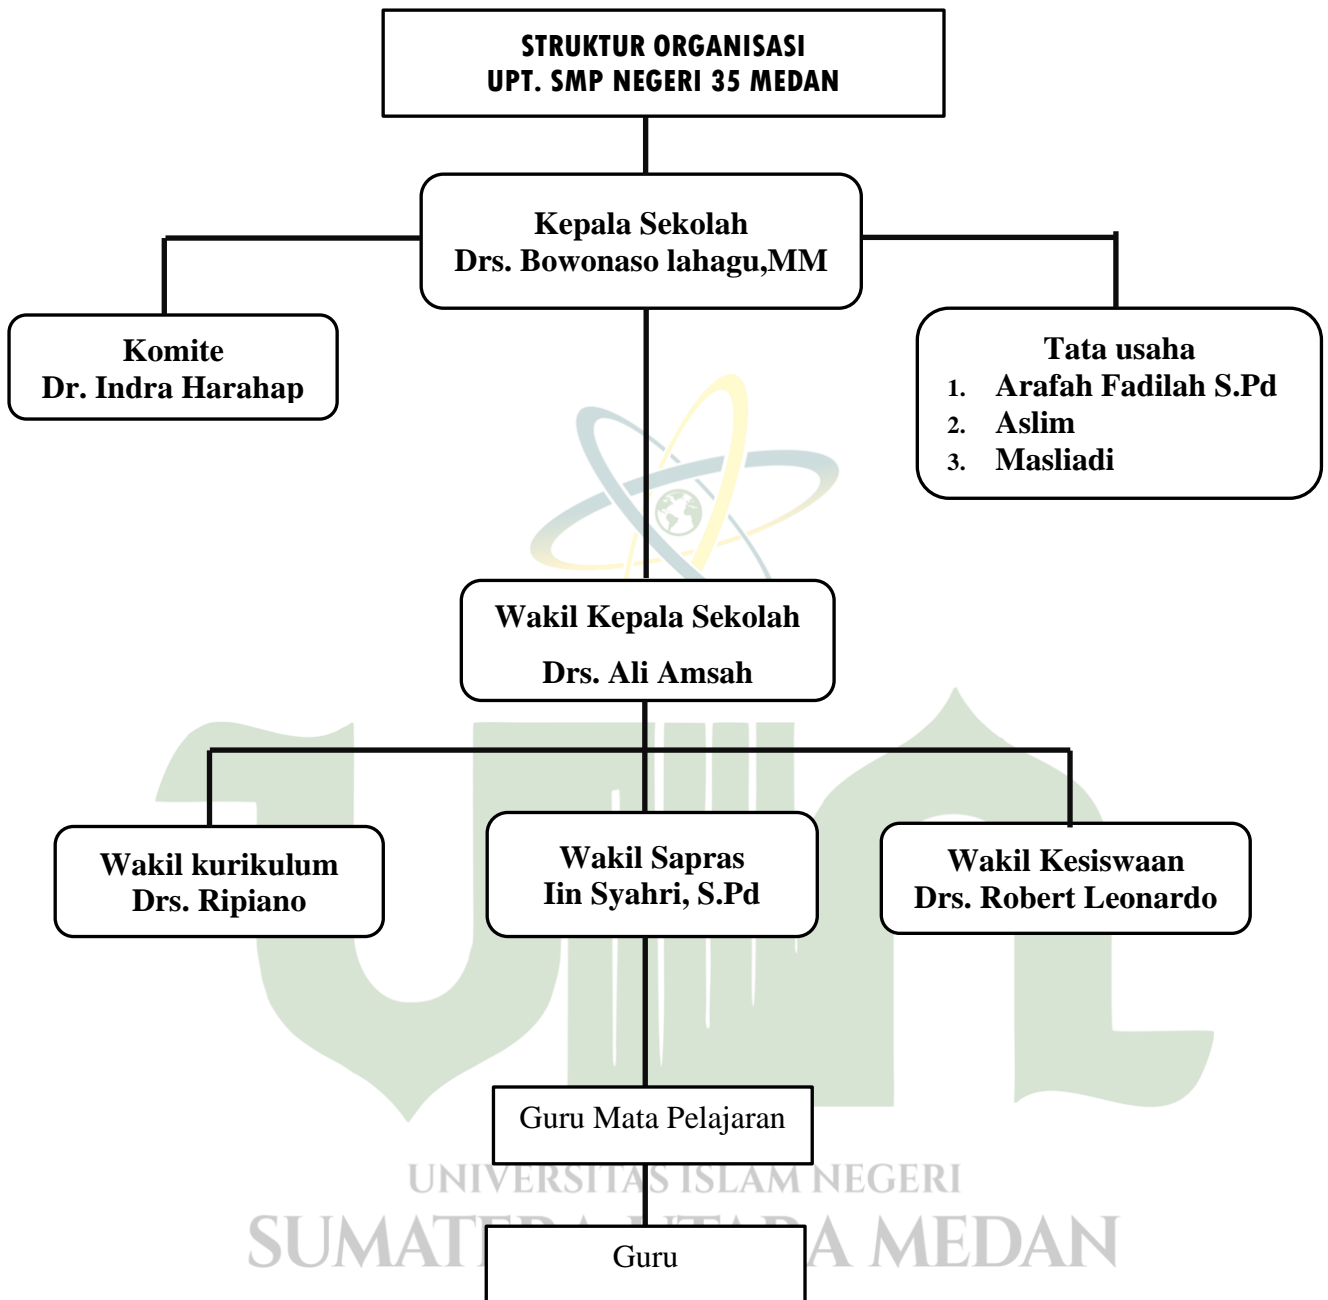 STRUKTUR ORGANISASI
UPT. SMP NEGERI 35 MEDAN
Kepala Sekolah
Drs. Bowonaso lahagu,MM
Komite
Dr. Indra Harahap
Tata usaha
1. Arafah Fadilah S.Pd
2. Aslim
3. Masliadi
Wakil Kepala Sekolah
Drs. Ali Amsah
Wakil kurikulum
Drs. Ripiano
Wakil Sapras
Iin Syahri, S.Pd
Wakil Kesiswaan
Drs. Robert Leonardo
Guru Mata Pelajaran
UNIVERSITAS ISLAM NEGERI
SUMATERA UTARA MEDAN
Guru